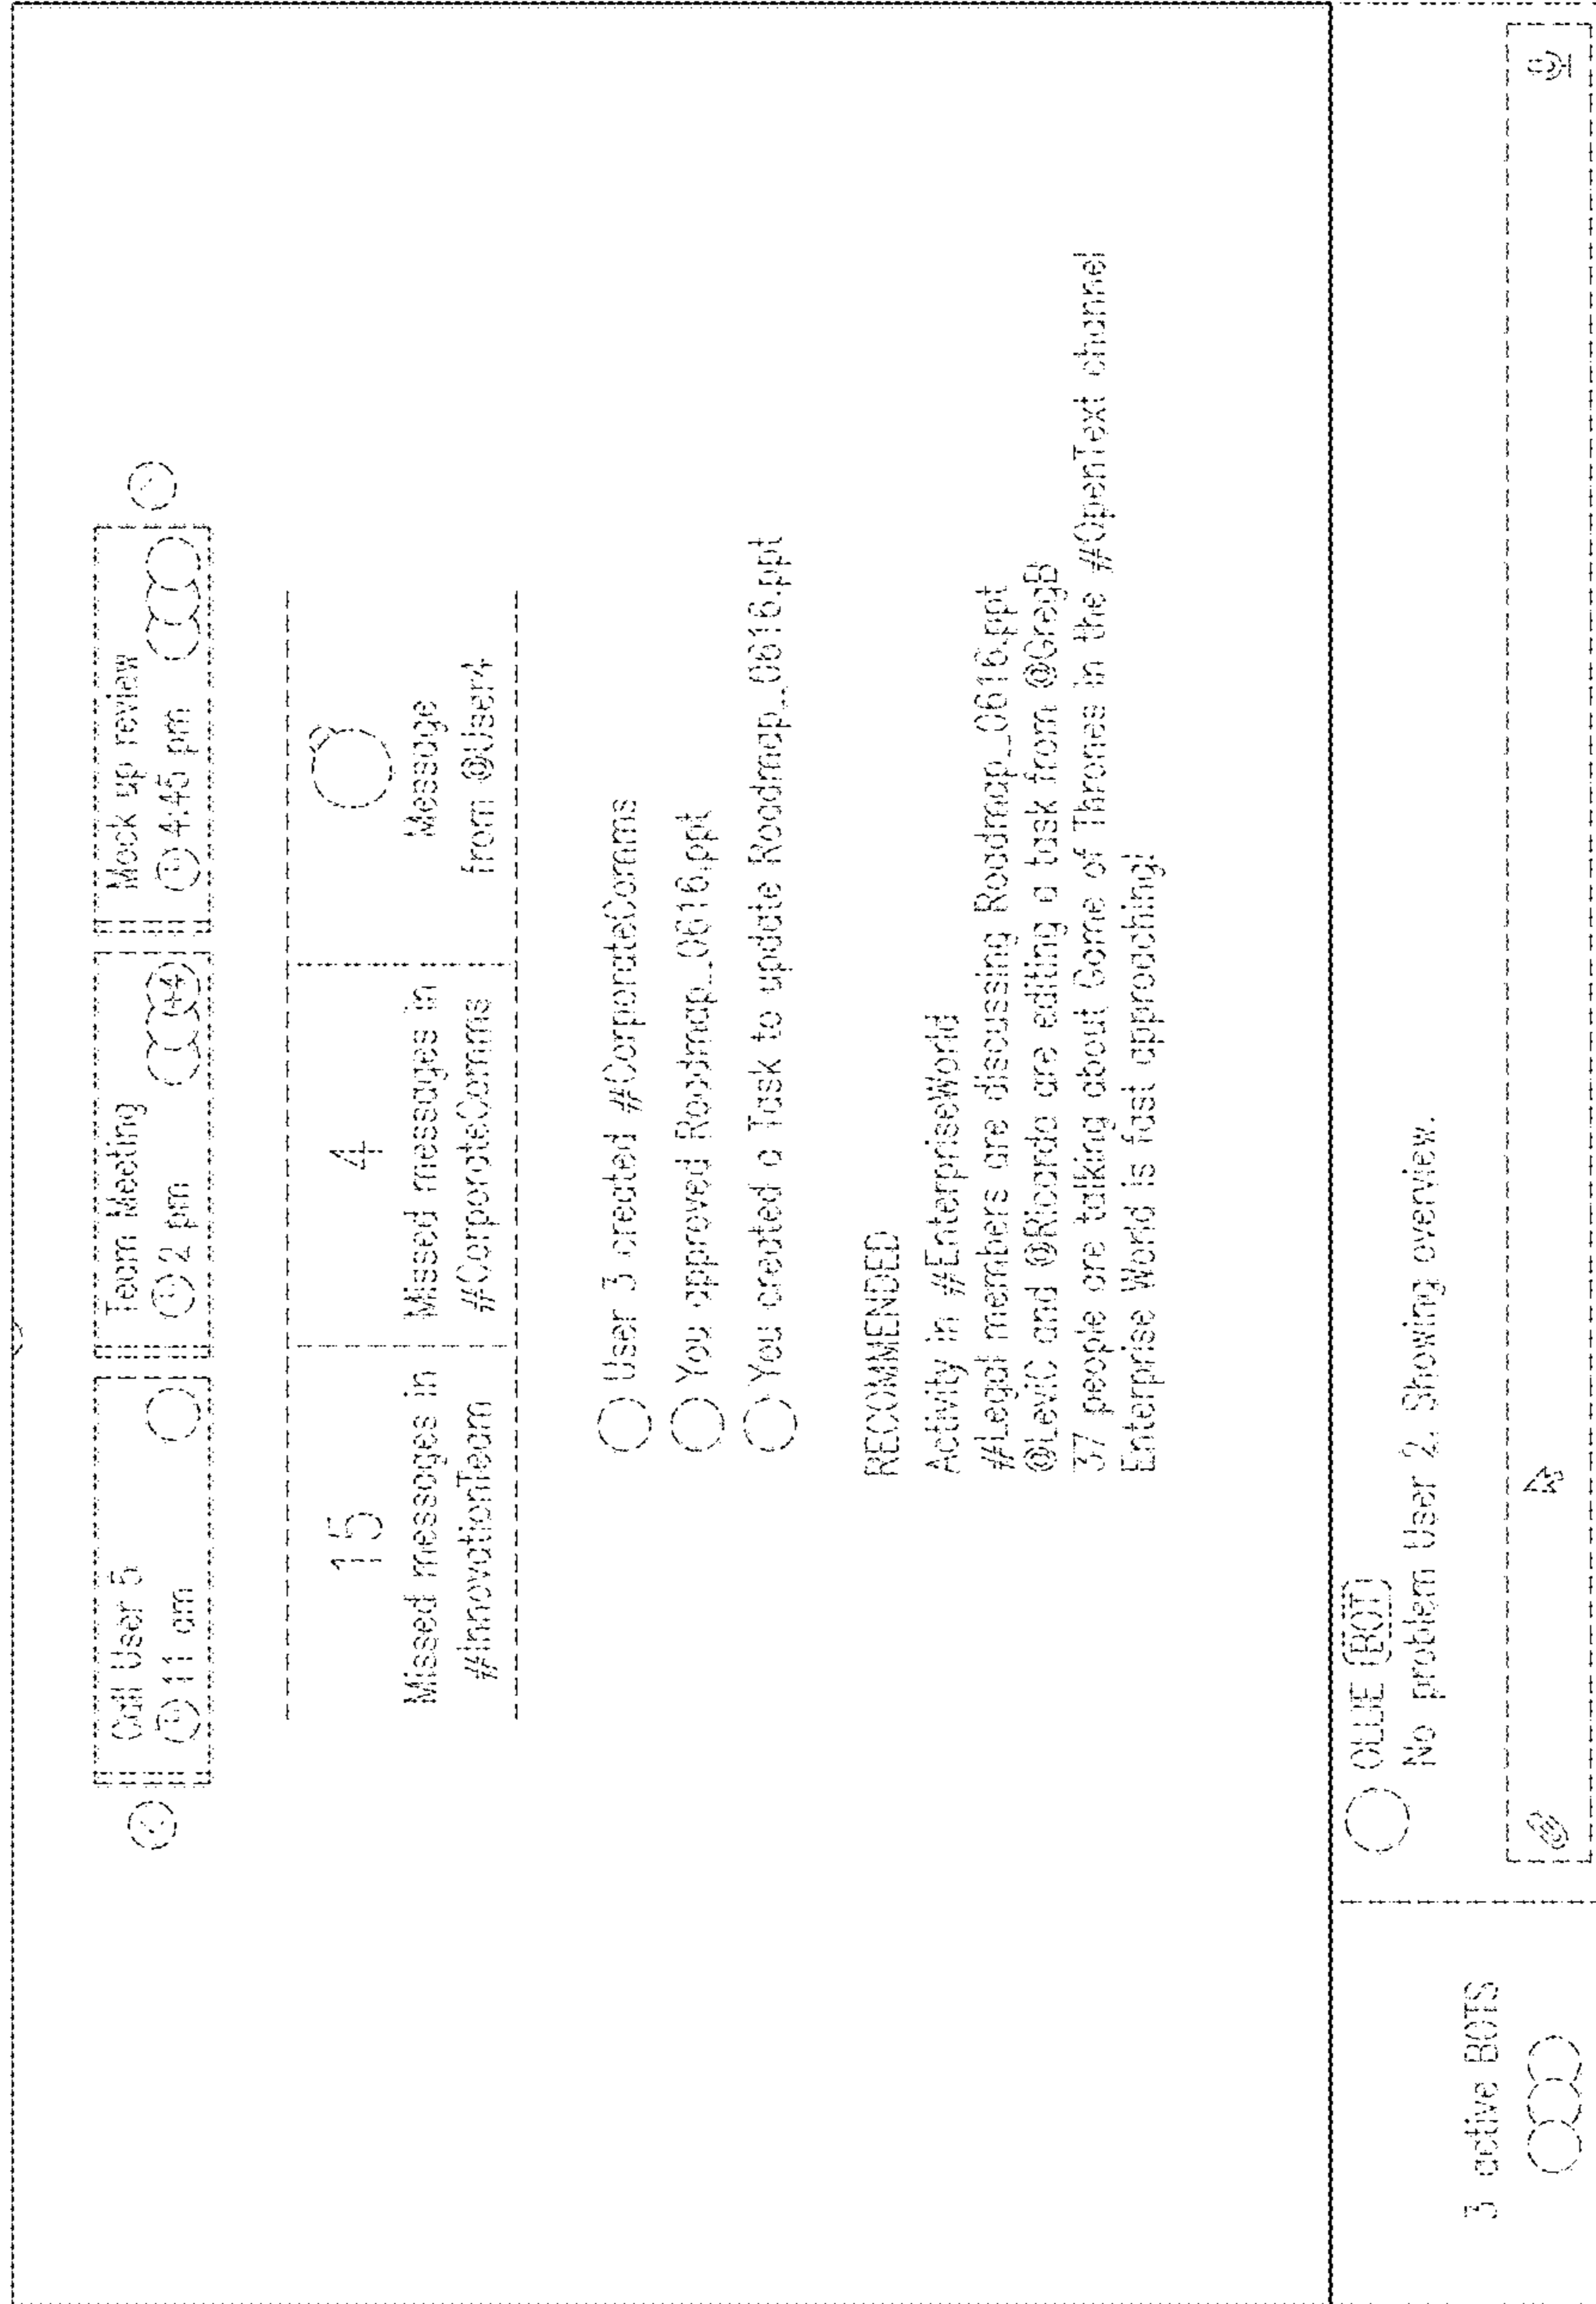 Call User 5
11 am
Team Meeting
2 pm
+4
Mock up review
4:45 pm
15
Missed messages in
#InnovationTeam
4
Missed messages in
#CorporateComms
Message
from @User4
User 3 created #CorporateComms
You approved Roadmap_0616.ppt
You created a Task to update Roadmap_0616.ppt
RECOMMENDED
Activity in #EnterpriseWorld
#Legal members are discussing Roadmap_0616.ppt
@LeviC and @Ricardo are editing a task from @GregB
37 people are talking about Game of Thrones in the #OpenText channel
Enterprise World is fast approching!
OLLIE BOT
No problem User 2. Showing overview.
3 active BOTS